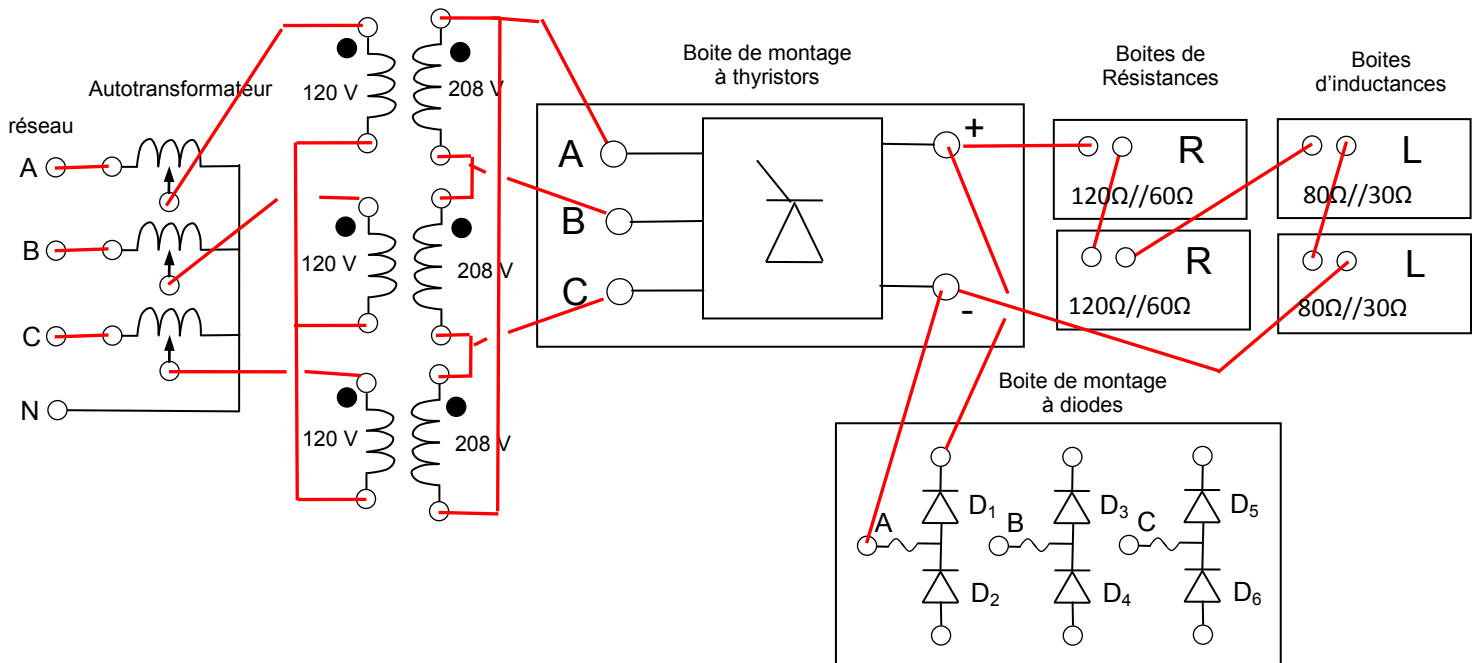 Autotransformateur
réseau
A
B
C
N
120 V
208 V
120 V
208 V
120 V
208 V
Boite de montage
à thyristors
A
B
C
+
-
Boites de
Résistances
R
120Ω//60Ω
R
120Ω//60Ω
Boites
d'inductances
L
80Ω//30Ω
L
80Ω//30Ω
Boite de montage
à diodes
A
D₁
B
D₃
C
D₅
D₂
D₄
D₆